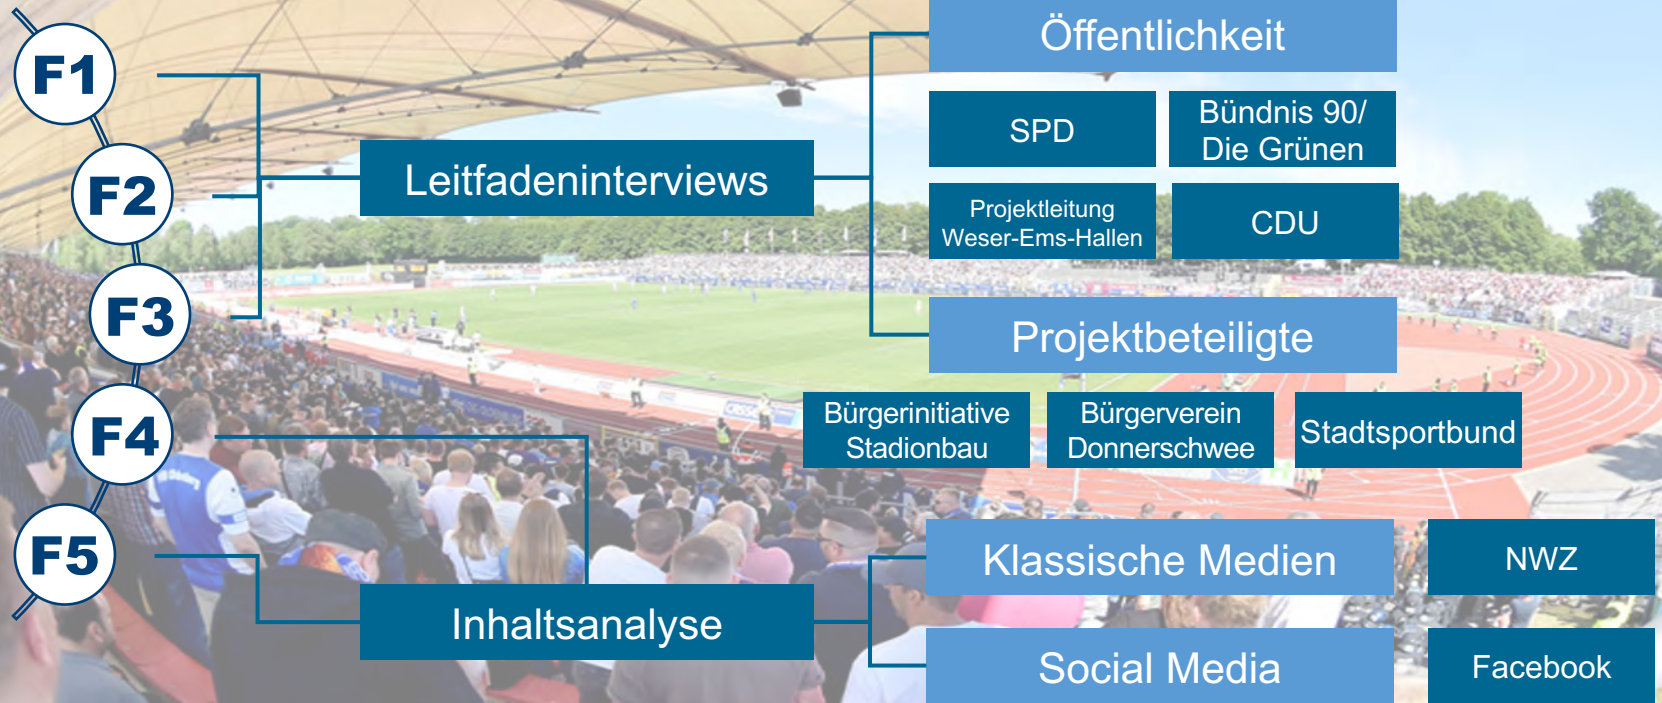 F1
F2
F3
F4
F5
Leitfadeninterviews
Inhaltsanalyse
Öffentlichkeit
SPD
Bündnis 90/
Die Grünen
Projektleitung
Weser-Ems-Hallen
CDU
Projektbeteiligte
Bürgerinitiative
Stadionbau
Bürgerverein
Donnerschwee
Stadtsportbund
Klassische Medien
NWZ
Social Media
Facebook